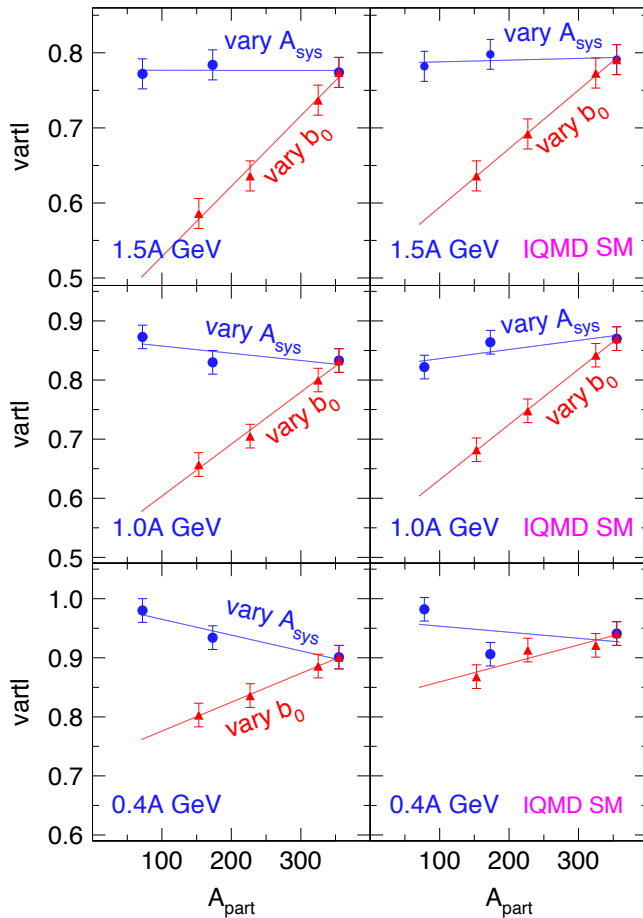 vary A_sys
vary b_0
1.5A GeV
vartl
0.8
0.7
0.6
0.5
vary A_sys
vary b_0
1.5A GeV IQMD SM
vary A_sys
vary b_0
1.0A GeV
vartl
0.9
0.8
0.7
0.6
0.5
vary A_sys
vary b_0
1.0A GeV IQMD SM
vary A_sys
vary b_0
0.4A GeV
vartl
1.0
0.9
0.8
0.7
0.6
0.4A GeV IQMD SM
100 200 300
100 200 300
A_part
A_part